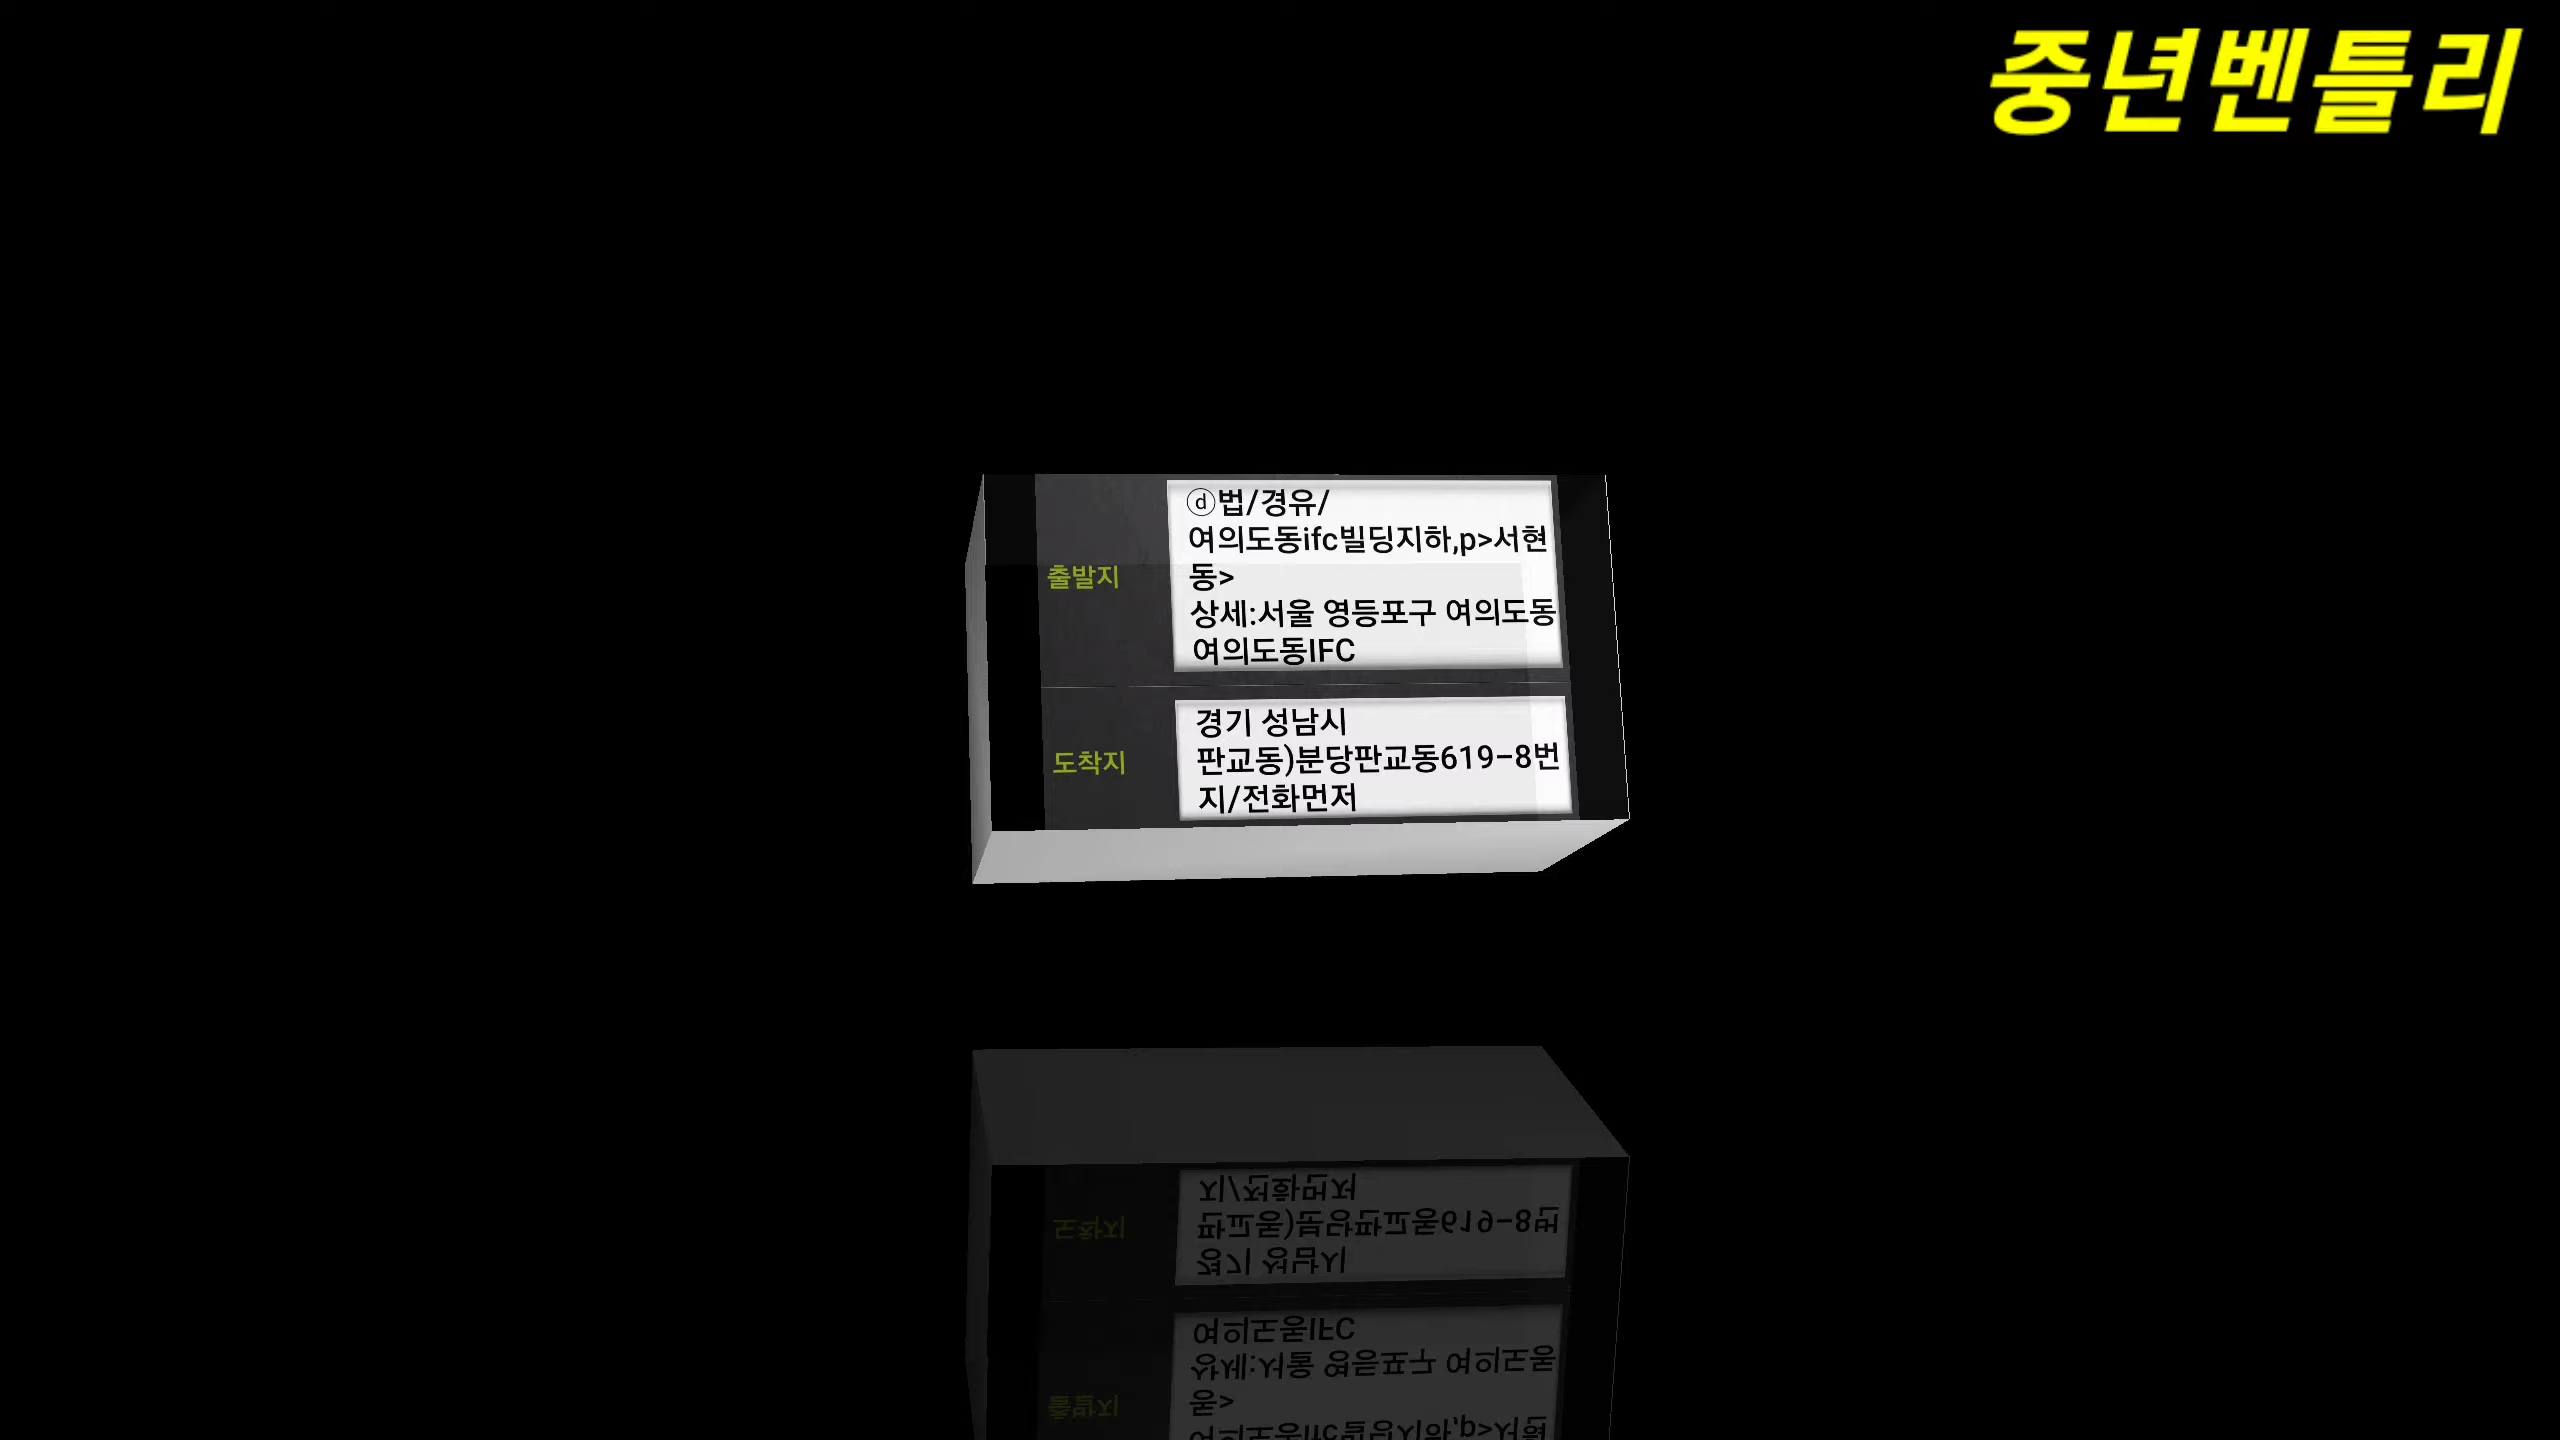 중년벤틀리
ⓓ법/경유/
여의도동ifc빌딩지하,p>서현
동>
상세:서울 영등포구 여의도동
여의도동IFC
출발지
경기 성남시
판교동)분당판교동619-8번
지/전화먼저
도착지